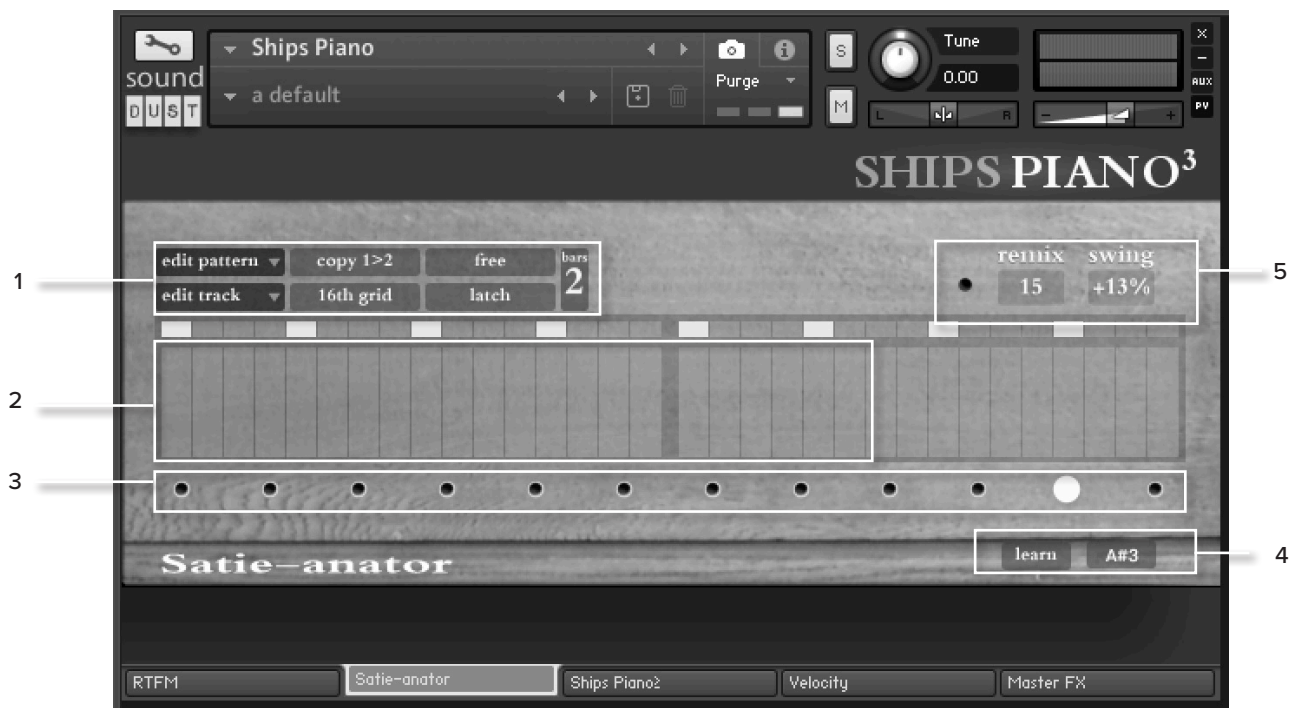 Ships Piano
sound
DUST
a default
Purge
S
M
Tune
0.00
L R
- +
×
–
AUX
PV
SHIPS PIANO³
edit pattern copy 1>2 free bars
edit track 16th grid latch 2
remix swing
15 +13%
1
5
2
3
4
Satie-anator
learn A#3
RTFM Satie-anator Ships Piano² Velocity Master FX